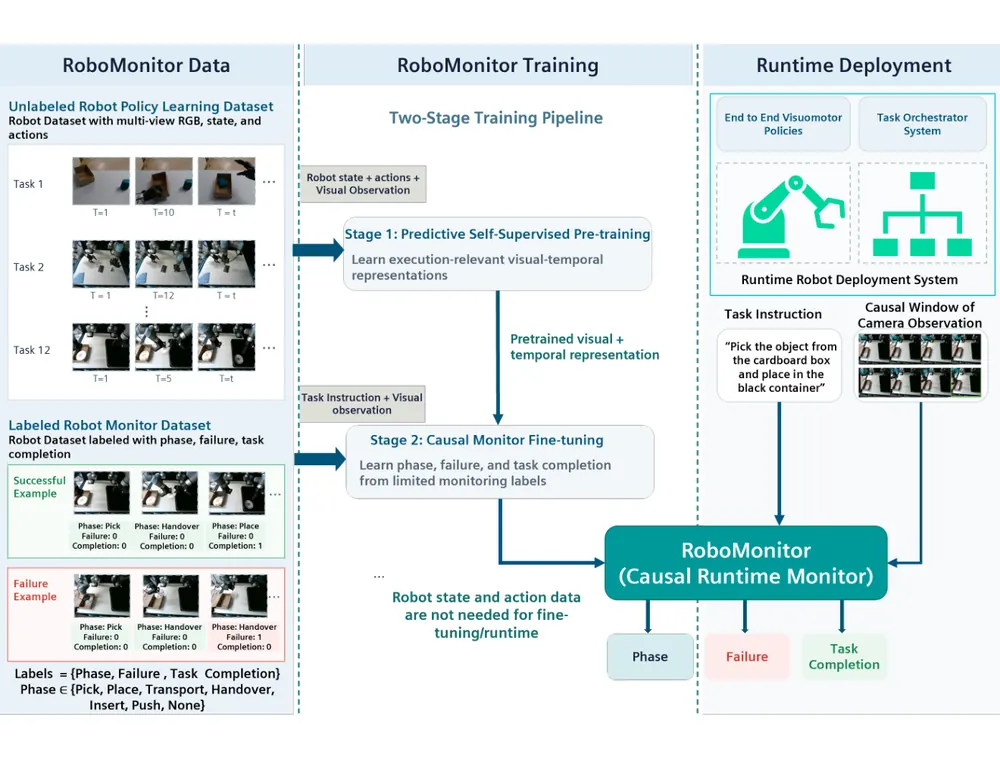 RoboMonitor Data
Unlabeled Robot Policy Learning Dataset
Robot Dataset with multi-view RGB, state, and
actions
Task 1
...
T=1
T=10
T = t
Task 2
...
T = 1
T=12
T = t
...
Task 12
...
T=1
T=5
T=t
Labeled Robot Monitor Dataset
Robot Dataset labeled with phase, failure, task
completion
Successful
Example
...
Phase: Pick
Failure: 0
Completion: 0
Phase: Handover
Failure: 0
Completion: 0
Phase: Place
Failure: 0
Completion: 1
Failure
Example
...
Phase: Pick
Failure: 0
Completion: 0
Phase: Handover
Failure: 0
Completion: 0
Phase: Handover
Failure: 1
Completion: 0
Labels = {Phase, Failure , Task Completion}
Phase ∈ {Pick, Place, Transport, Handover,
Insert, Push, None}
RoboMonitor Training
Two-Stage Training Pipeline
Robot state + actions +
Visual Observation
Stage 1: Predictive Self-Supervised Pre-training
Learn execution-relevant visual-temporal
representations
Pretrained visual +
temporal representation
Task Instruction + Visual
observation
Stage 2: Causal Monitor Fine-tuning
Learn phase, failure, and task completion
from limited monitoring labels
...
Robot state and action data
are not needed for fine-
tuning/runtime
Runtime Deployment
End to End Visuomotor
Policies
Task Orchestrator
System
Runtime Robot Deployment System
Task Instruction
"Pick the object from
the cardboard box
and place in the
black container"
Causal Window of
Camera Observation
RoboMonitor
(Causal Runtime Monitor)
Phase
Failure
Task
Completion